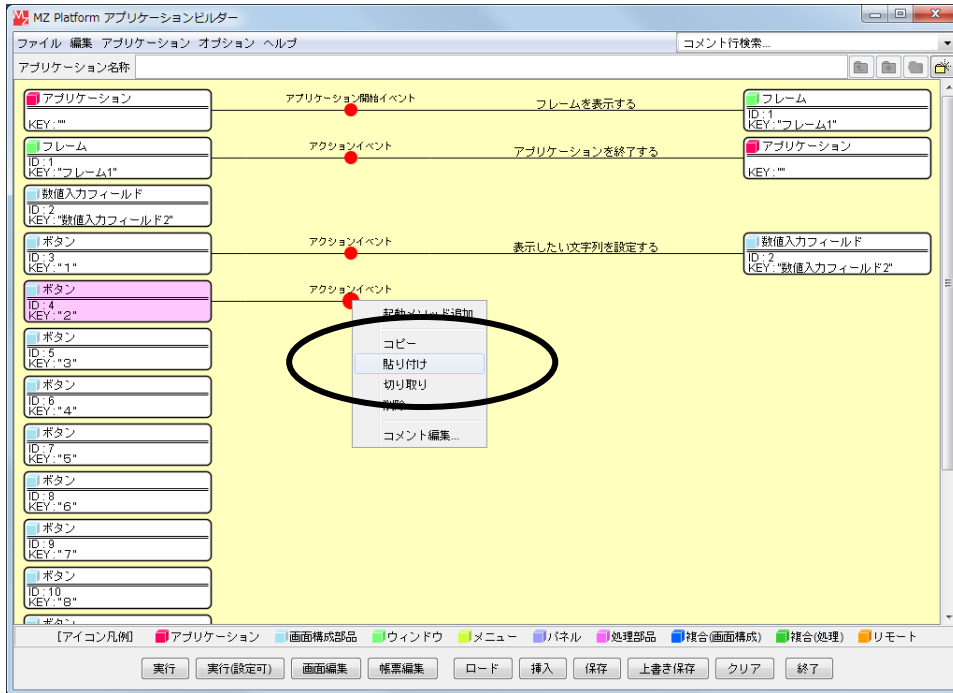 MZ Platform アプリケーションビルダー
ファイル 編集 アプリケーション オプション ヘルプ
コメント行検索...
アプリケーション名称
アプリケーション
KEY:""
アプリケーション開始イベント
フレームを表示する
フレーム
ID:1
KEY:"フレーム1"
フレーム
ID:1
KEY:"フレーム1"
アクションイベント
アプリケーションを終了する
アプリケーション
KEY:""
数値入力フィールド
ID:2
KEY:"数値入力フィールド2"
ボタン
ID:3
KEY:"1"
アクションイベント
表示したい文字列を設定する
数値入力フィールド
ID:2
KEY:"数値入力フィールド2"
ボタン
ID:4
KEY:"2"
アクションイベント
起動メソッド追加
コピー
貼り付け
切り取り
削除
コメント編集...
ボタン
ID:5
KEY:"3"
ボタン
ID:6
KEY:"4"
ボタン
ID:7
KEY:"5"
ボタン
ID:8
KEY:"6"
ボタン
ID:9
KEY:"7"
ボタン
ID:10
KEY:"8"
ボタン
[アイコン凡例] アプリケーション 画面構成部品 ウィンドウ メニュー パネル 処理部品 複合(画面構成) 複合(処理) リモート
実行 実行(設定可) 画面編集 帳票編集 ロード 挿入 保存 上書き保存 クリア 終了